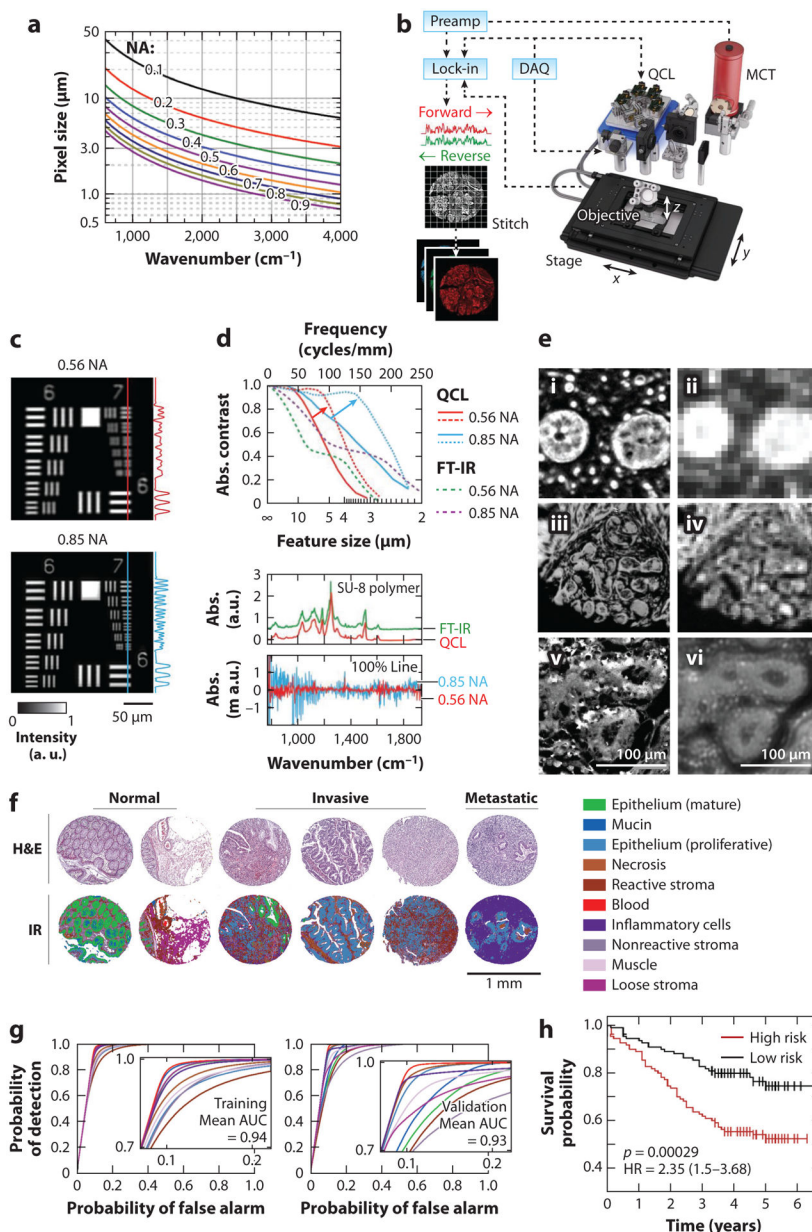 a
50
10
3.0
1.0
0.5
Pixel size (µm)
NA:
0.1
0.2
0.3
0.4
0.5
0.6
0.7
0.8
0.9
1,000
2,000
3,000
4,000
Wavenumber (cm⁻¹)
b
Preamp
Lock-in
DAQ
QCL
MCT
Forward →
← Reverse
Stitch
Objective
z
Stage
x
y
c
0.56 NA
6
7
6
0.85 NA
6
7
6
0
1
Intensity
(a. u.)
50 µm
d
Frequency
(cycles/mm)
0
50
100
150
200
250
1.0
0.8
0.6
0.4
0.2
0
Abs. contrast
∞
10
5
4
3
2
Feature size (µm)
QCL
0.56 NA
0.85 NA
FT-IR
0.56 NA
0.85 NA
3
2
1
0
Abs.
(a.u.)
SU-8 polymer
FT-IR
QCL
1
0
−1
Abs.
(m a.u.)
100% Line
0.85 NA
0.56 NA
1,000
1,400
1,800
Wavenumber (cm⁻¹)
e
i
ii
iii
iv
v
vi
100 µm
100 µm
f
Normal
Invasive
Metastatic
H&E
IR
1 mm
Epithelium (mature)
Mucin
Epithelium (proliferative)
Necrosis
Reactive stroma
Blood
Inflammatory cells
Nonreactive stroma
Muscle
Loose stroma
g
Probability
of detection
1.0
0.8
0.6
0.4
0.2
0
0
0.2
0.4
0.6
0.8
1.0
1.0
0.7
0.1
0.2
Training
Mean AUC
= 0.94
Probability of false alarm
1.0
0.8
0.6
0.4
0.2
0
0
0.2
0.4
0.6
0.8
1.0
1.0
0.7
0.1
0.2
Validation
Mean AUC
= 0.93
Probability of false alarm
h
Survival
probability
1.0
0.8
0.6
0.4
High risk
Low risk
p = 0.00029
HR = 2.35 (1.5–3.68)
0
1
2
3
4
5
6
Time (years)